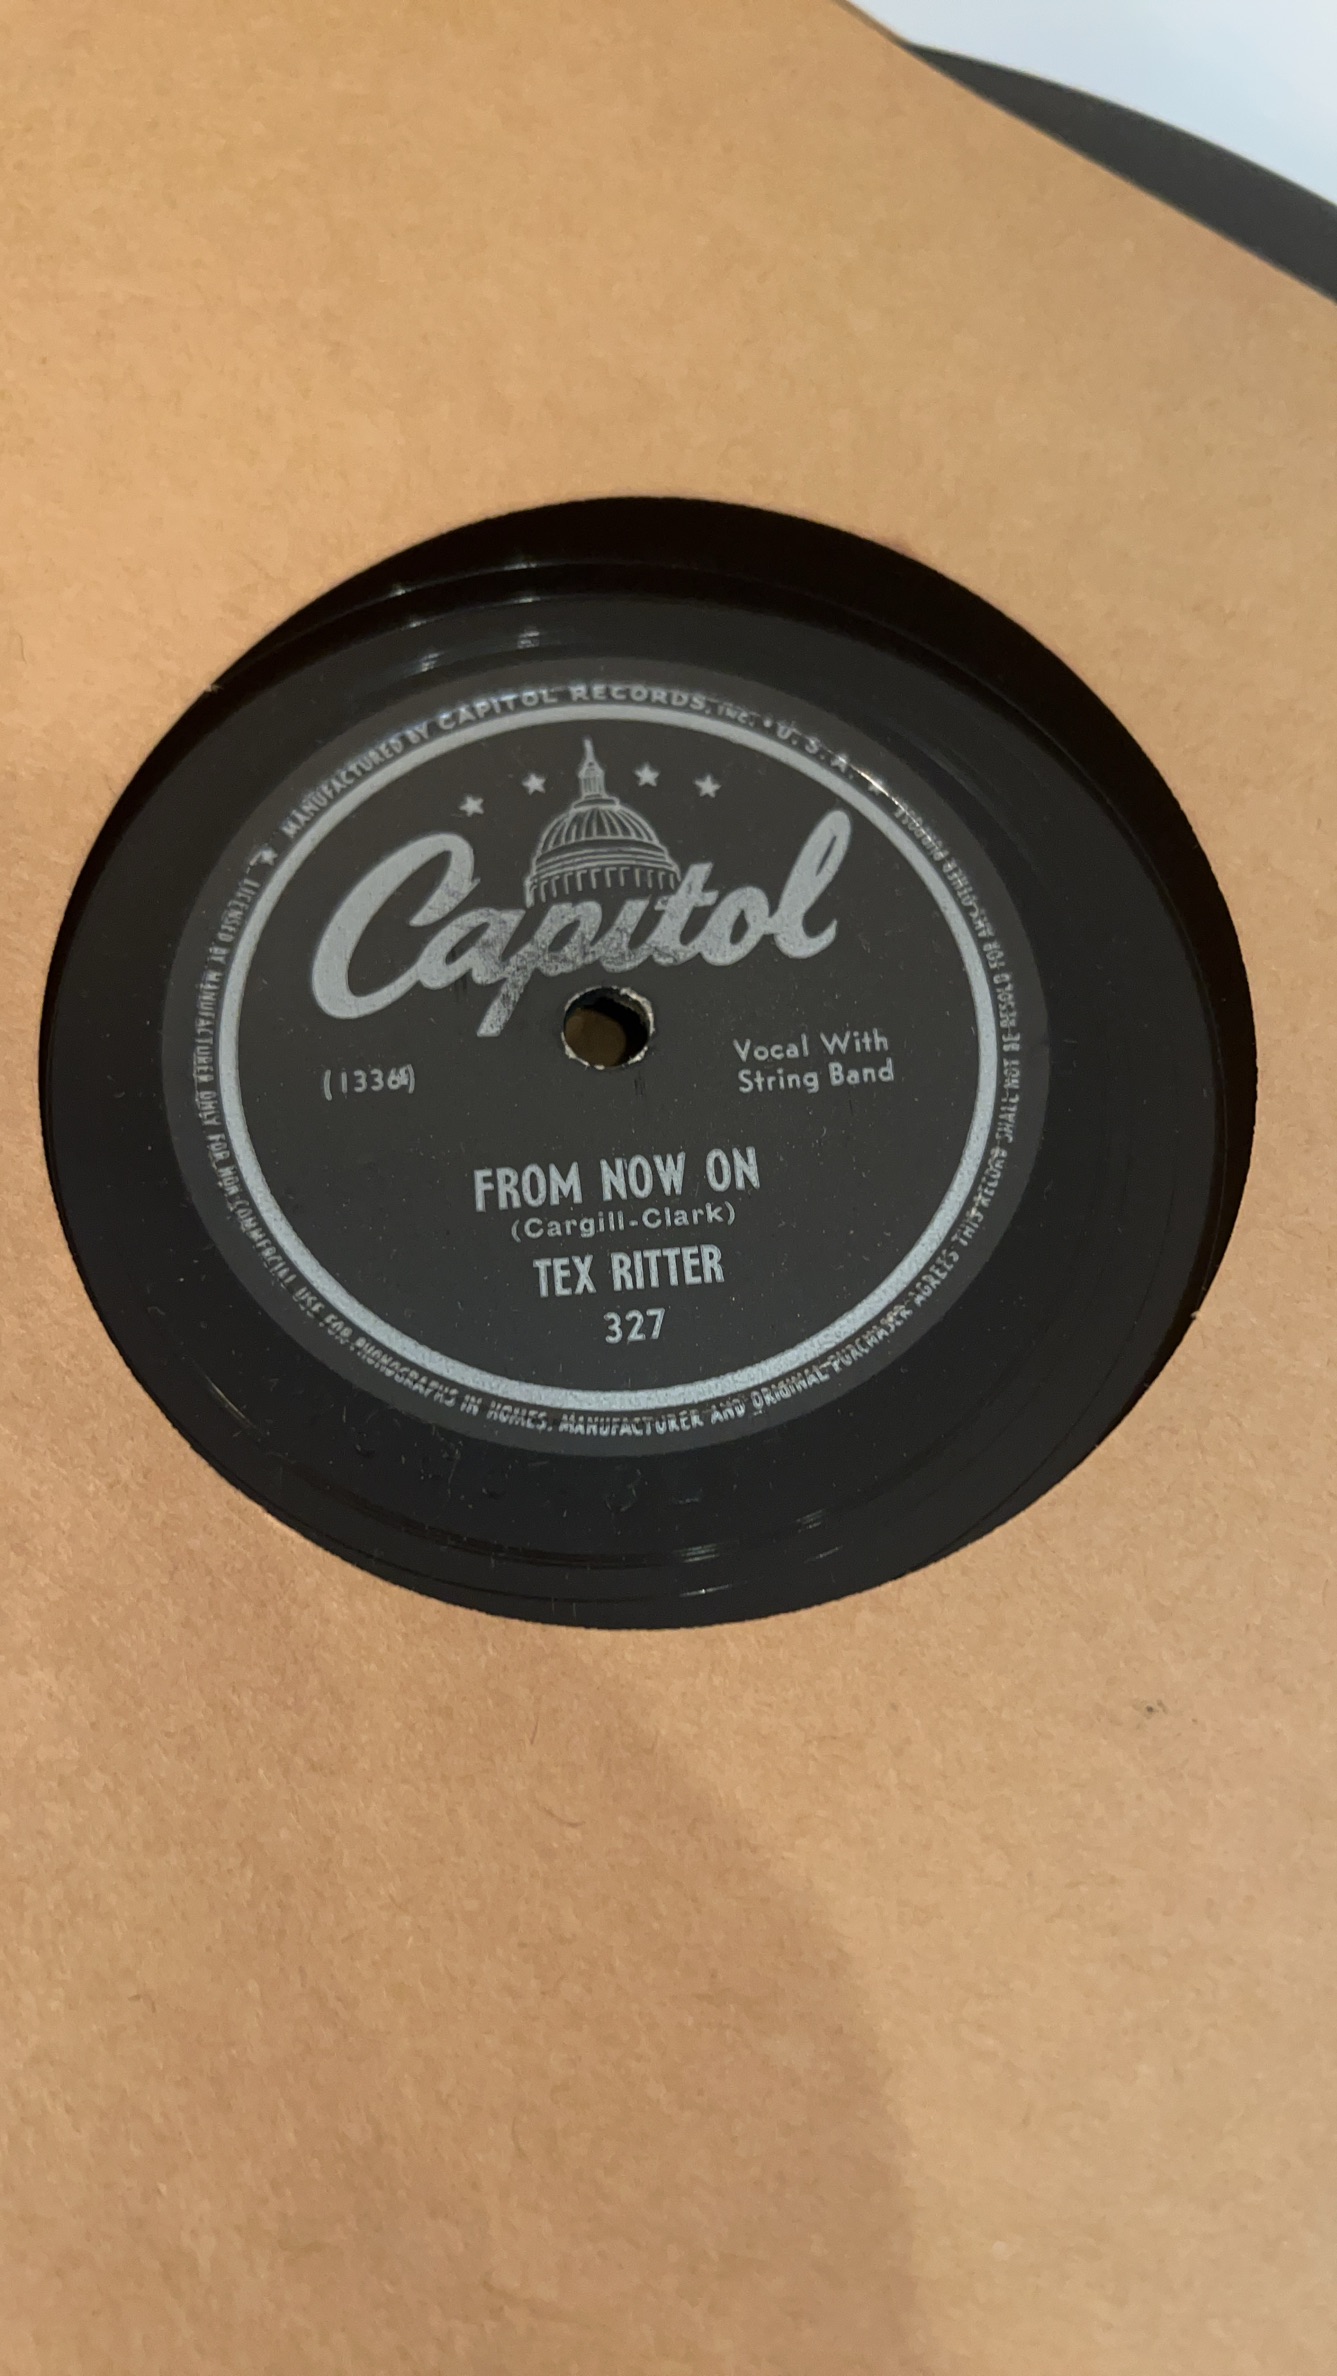 MANUFACTURED BY CAPITOL RECORDS, INC. • U. S. A.
Capitol
Vocal With
String Band
FROM NOW ON
(Cargill-Clark)
TEX RITTER
327
LICENSED BY MANUFACTURER ONLY FOR NON-COMMERCIAL USE FOR PHONOGRAPHS IN HOMES. MANUFACTURER AND ORIGINAL PURCHASER AGREES THIS RECORD SHALL NOT BE RESOLD FOR ANY OTHER PURPOSE